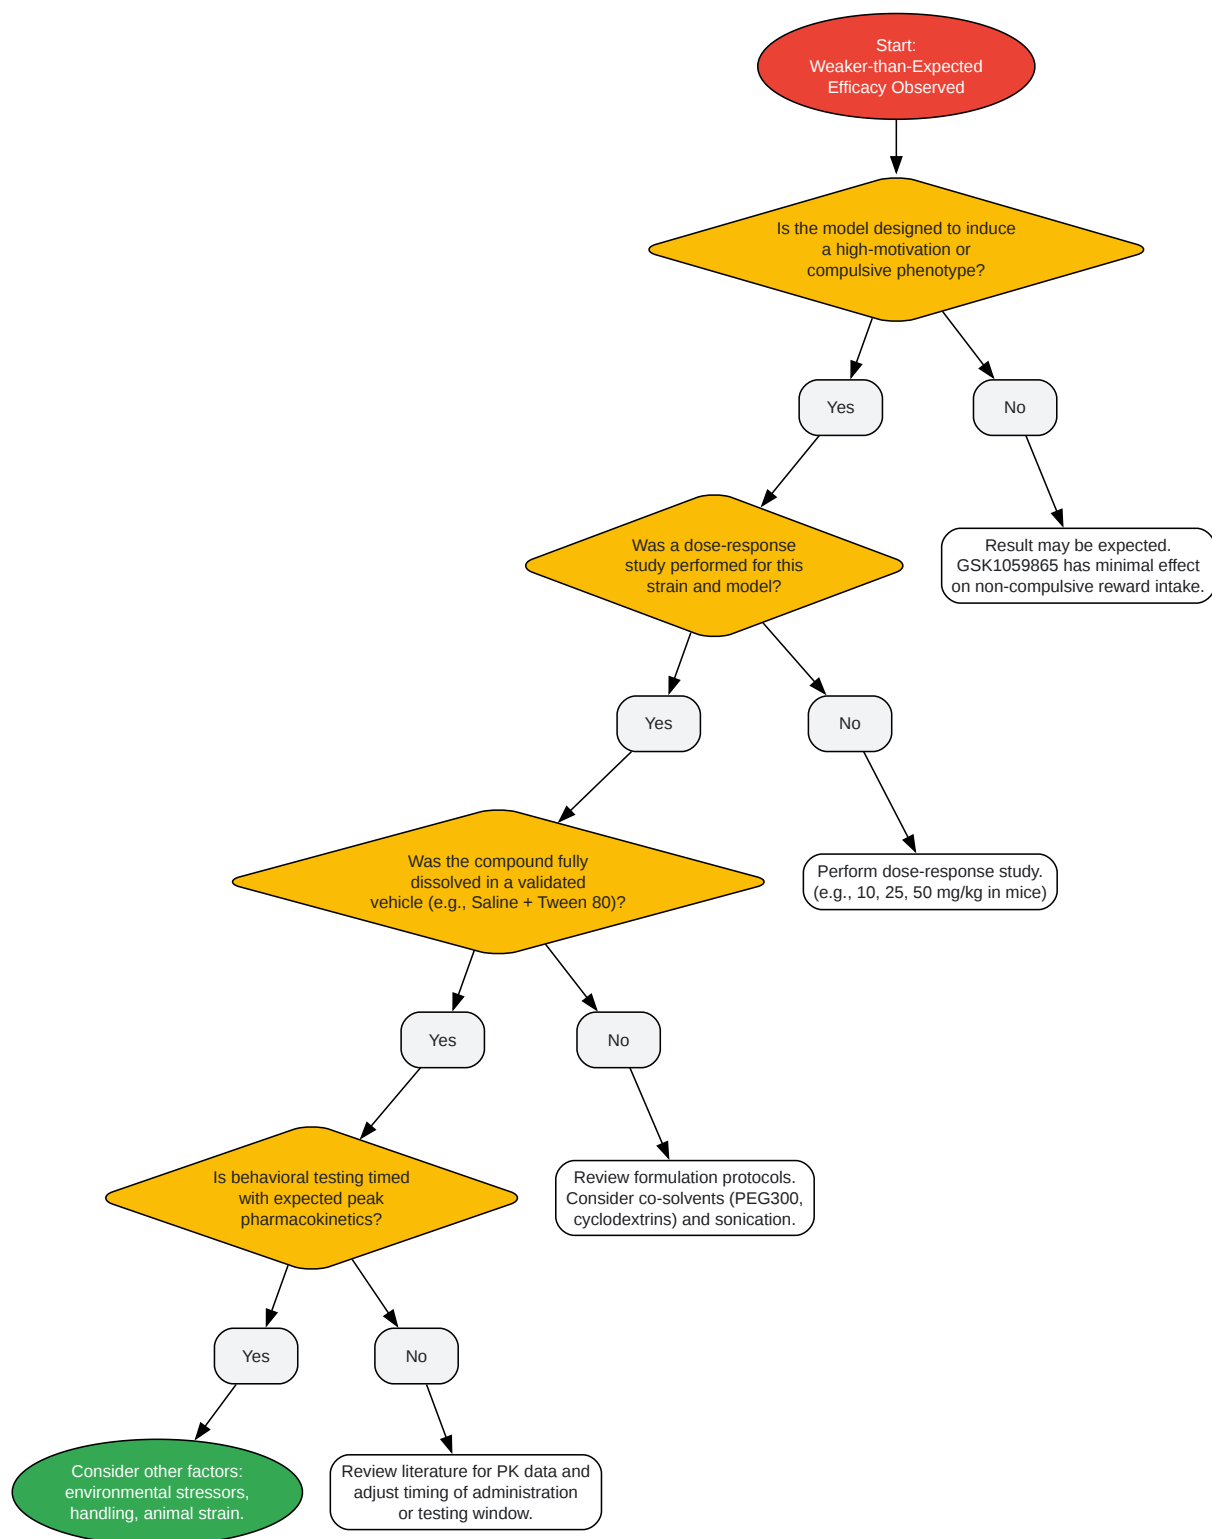 Start:
Weaker-than-Expected
Efficacy Observed
Is the model designed to induce
a high-motivation or
compulsive phenotype?
Yes
No
Was a dose-response
study performed for this
strain and model?
Result may be expected.
GSK1059865 has minimal effect
on non-compulsive reward intake.
Yes
No
Was the compound fully
dissolved in a validated
vehicle (e.g., Saline + Tween 80)?
Perform dose-response study.
(e.g., 10, 25, 50 mg/kg in mice)
Yes
No
Is behavioral testing timed
with expected peak
pharmacokinetics?
Review formulation protocols.
Consider co-solvents (PEG300,
cyclodextrins) and sonication.
Yes
No
Consider other factors:
environmental stressors,
handling, animal strain.
Review literature for PK data and
adjust timing of administration
or testing window.